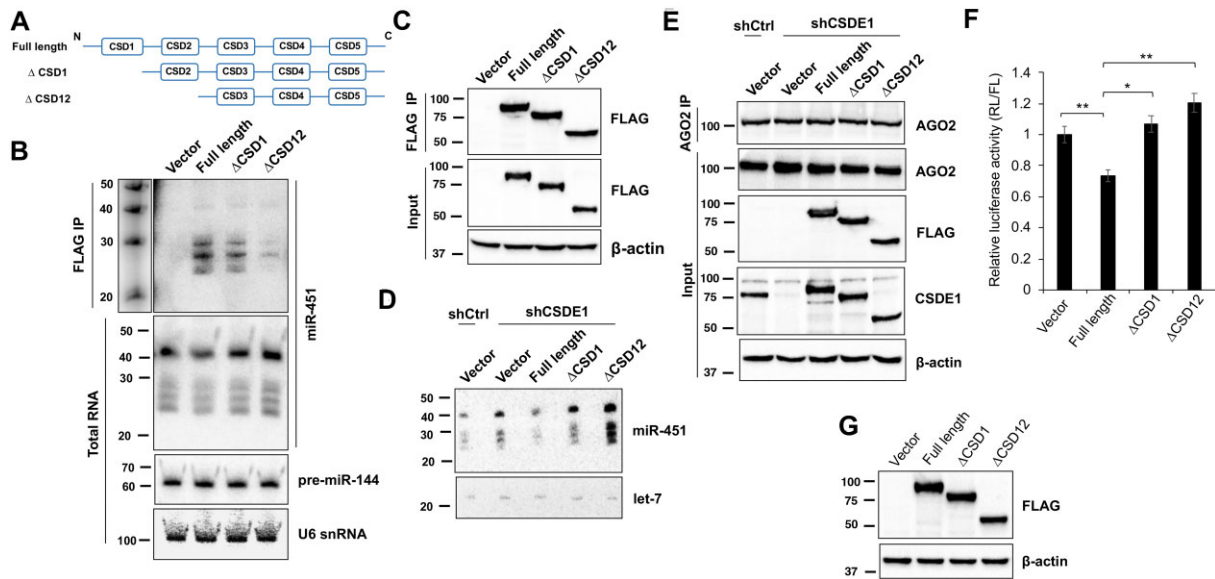 A
N
C
Full length
CSD1
CSD2
CSD3
CSD4
CSD5
Δ CSD1
CSD2
CSD3
CSD4
CSD5
Δ CSD12
CSD3
CSD4
CSD5
B
Vector
Full length
ΔCSD1
ΔCSD12
FLAG IP
50
40
30
20
Total RNA
50
40
30
20
miR-451
70
60
pre-miR-144
100
U6 snRNA
C
Vector
Full length
ΔCSD1
ΔCSD12
FLAG IP
100
75
50
FLAG
Input
100
75
50
FLAG
37
β-actin
D
shCtrl
shCSDE1
Vector
Vector
Full length
ΔCSD1
ΔCSD12
50
40
30
20
miR-451
20
let-7
E
shCtrl
shCSDE1
Vector
Vector
Full length
ΔCSD1
ΔCSD12
AGO2 IP
100
AGO2
Input
100
AGO2
100
75
50
FLAG
100
75
50
CSDE1
37
β-actin
F
Relative luciferase activity (RL/FL)
1.4
1.2
1
0.8
0.6
0.4
0.2
0
**
*
**
Vector
Full length
ΔCSD1
ΔCSD12
G
Vector
Full length
ΔCSD1
ΔCSD12
100
75
50
FLAG
37
β-actin